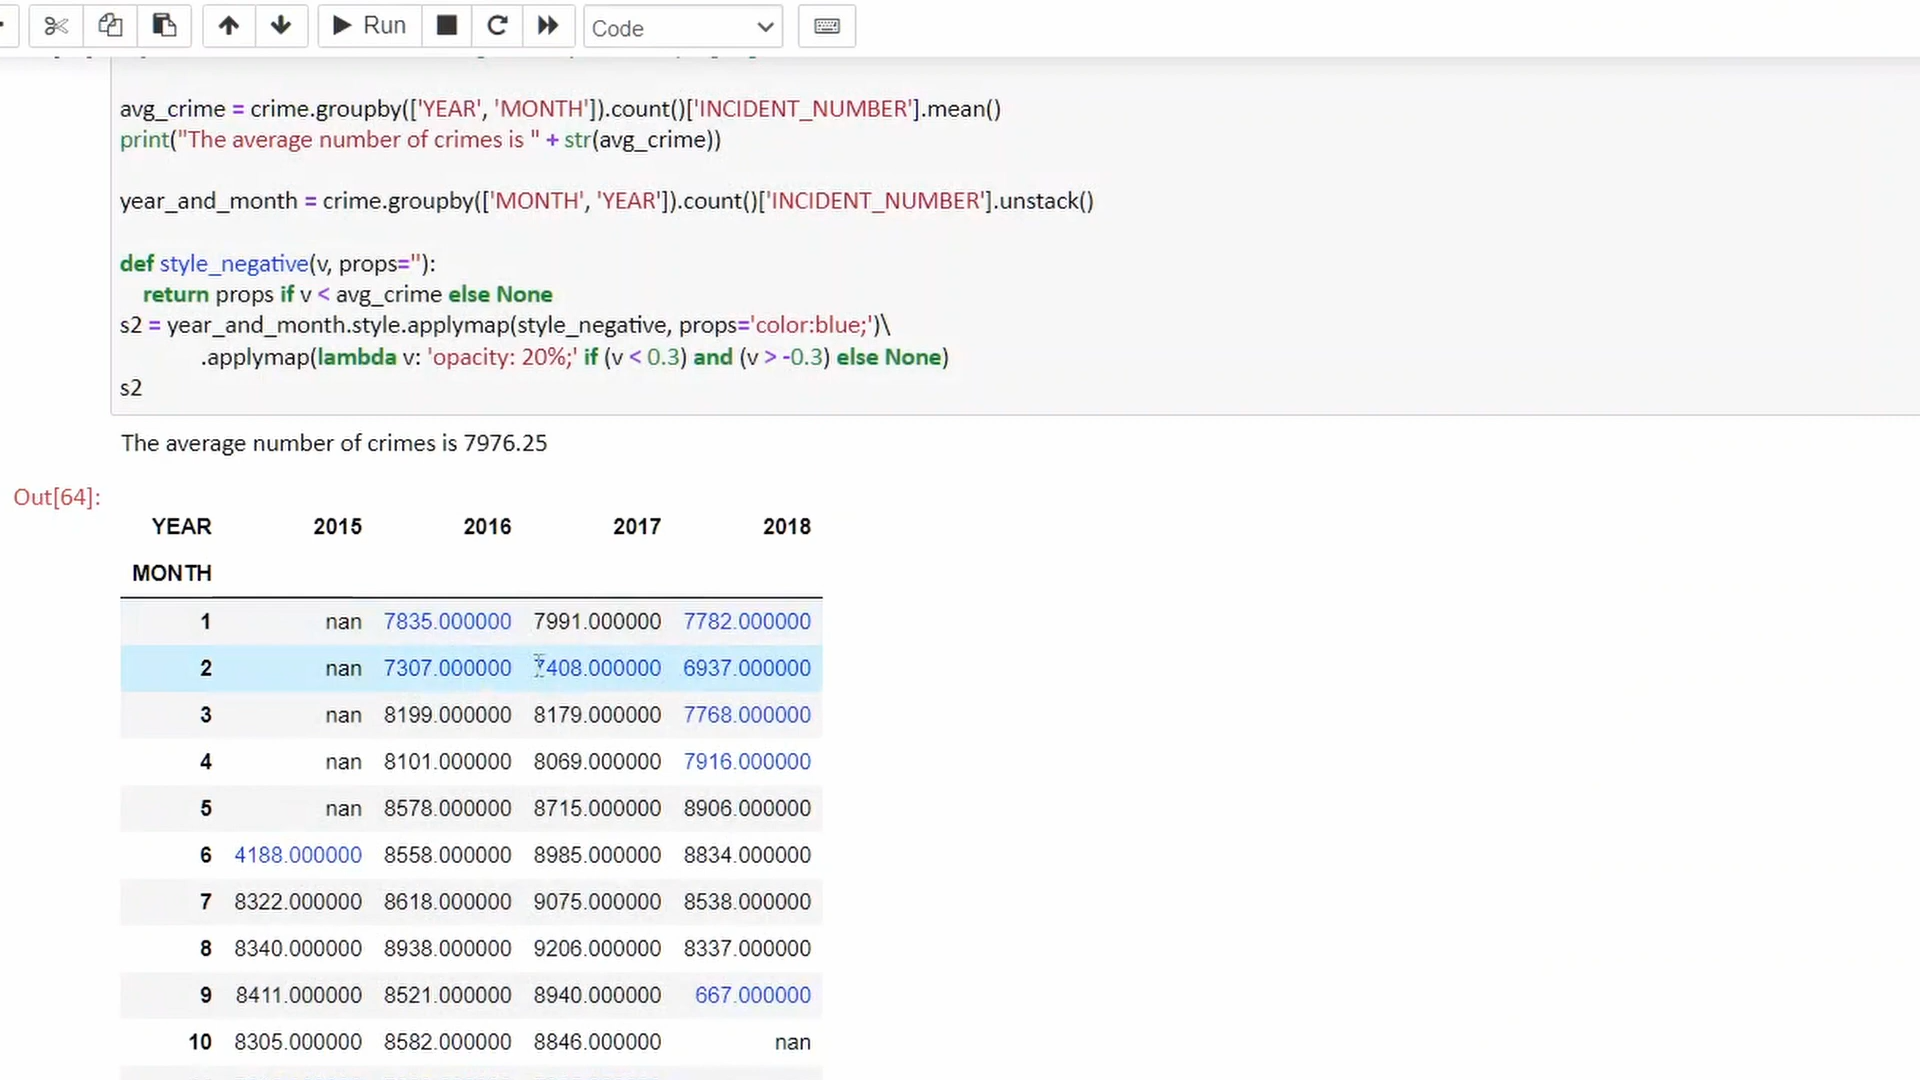 Run
Code
avg_crime = crime.groupby(['YEAR', 'MONTH']).count()['INCIDENT_NUMBER'].mean()
print("The average number of crimes is " + str(avg_crime))
year_and_month = crime.groupby(['MONTH', 'YEAR']).count()['INCIDENT_NUMBER'].unstack()
def style_negative(v, props=''):
return props if v < avg_crime else None
s2 = year_and_month.style.applymap(style_negative, props='color:blue;')\
.applymap(lambda v: 'opacity: 20%;' if (v < 0.3) and (v > -0.3) else None)
s2
The average number of crimes is 7976.25
Out[64]:
YEAR 2015 2016 2017 2018
MONTH
1 nan 7835.000000 7991.000000 7782.000000
2 nan 7307.000000 7408.000000 6937.000000
3 nan 8199.000000 8179.000000 7768.000000
4 nan 8101.000000 8069.000000 7916.000000
5 nan 8578.000000 8715.000000 8906.000000
6 4188.000000 8558.000000 8985.000000 8834.000000
7 8322.000000 8618.000000 9075.000000 8538.000000
8 8340.000000 8938.000000 9206.000000 8337.000000
9 8411.000000 8521.000000 8940.000000 667.000000
10 8305.000000 8582.000000 8846.000000 nan